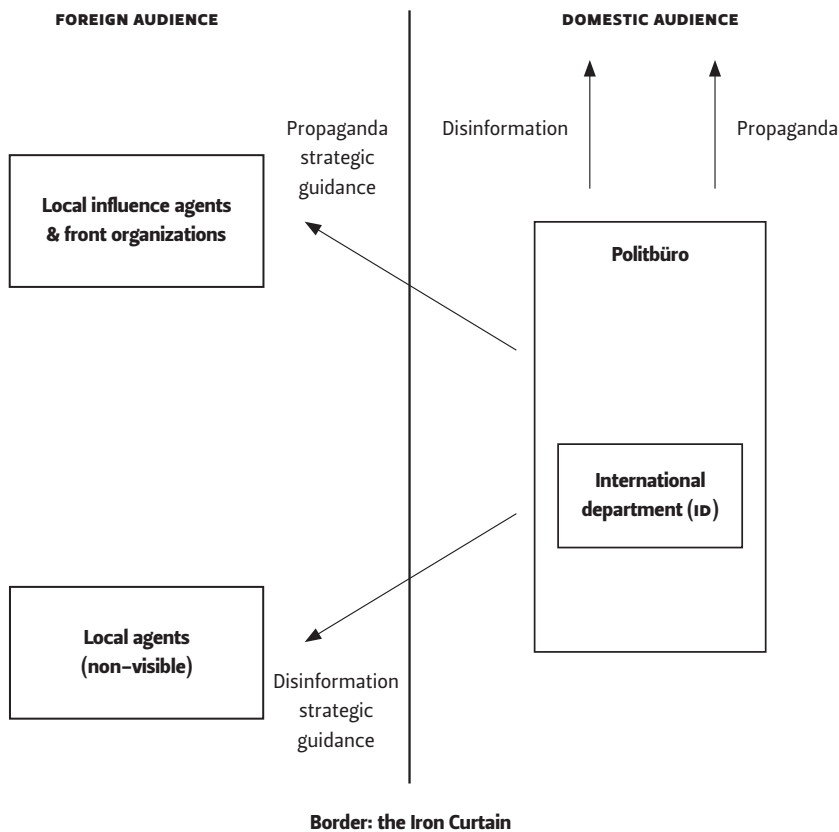 FOREIGN AUDIENCE
DOMESTIC AUDIENCE
Propaganda
strategic
guidance
Disinformation
Propaganda
Local influence agents
& front organizations
Politbüro
International
department (ID)
Local agents
(non–visible)
Disinformation
strategic
guidance
Border: the Iron Curtain